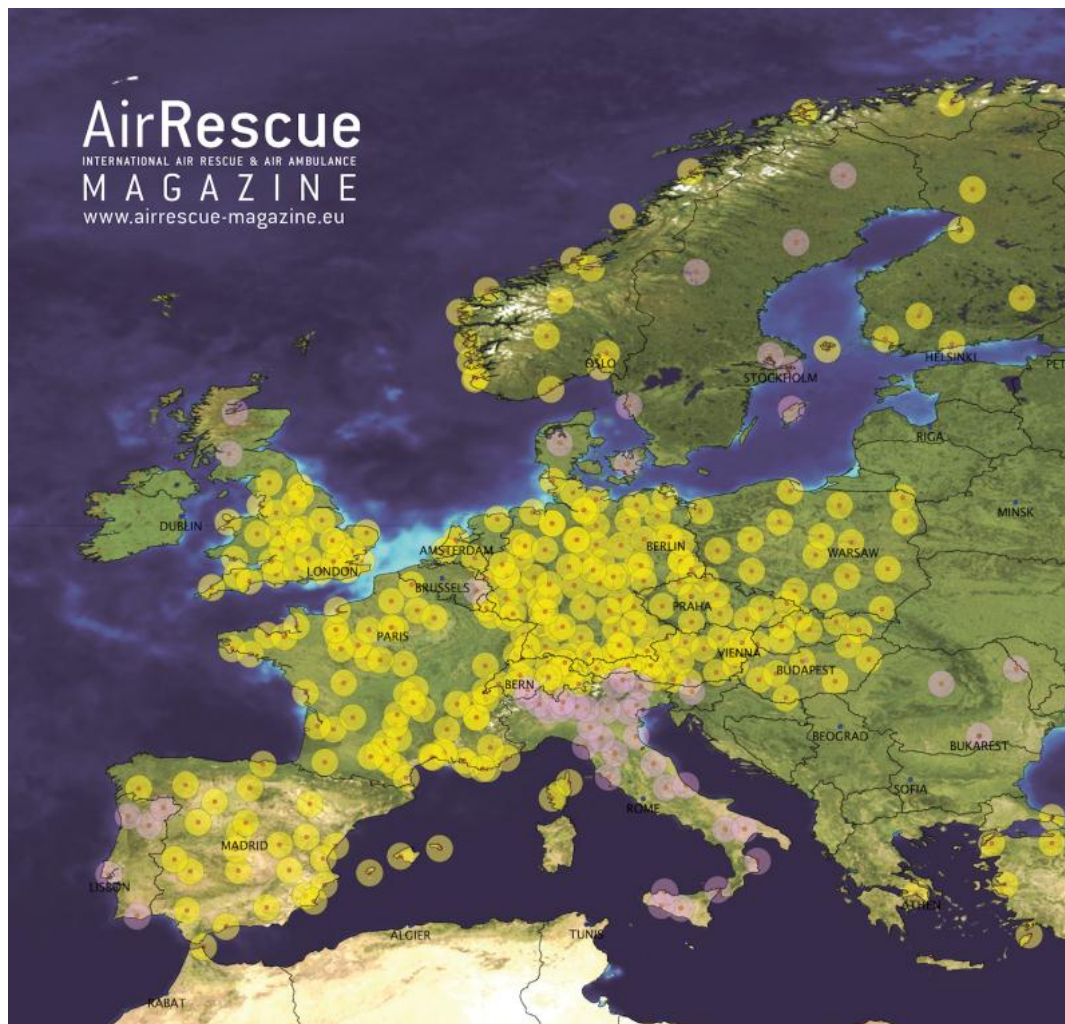 AirRescue
INTERNATIONAL AIR RESCUE & AIR AMBULANCE
MAGAZINE
www.airrescue-magazine.eu
OSLO
HELSINKI
PET
STOCKHOLM
RIGA
DUBLIN
MINSK
AMSTERDAM
BERLIN
WARSAW
LONDON
BRUSSELS
PRAHA
PARIS
VIENNA
BUDAPEST
BERN
BEOGRAD
BUKAREST
SOFIA
ROME
MADRID
LISBON
ATHEN
ALGIER
TUNIS
RABAT